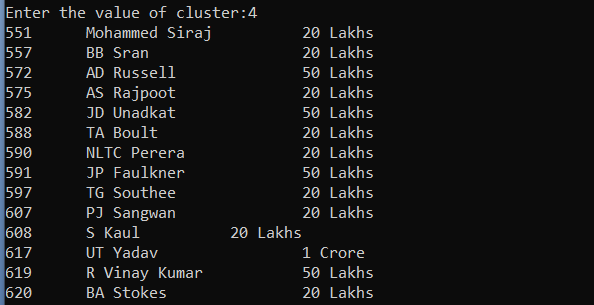 Enter the value of cluster:4
551 Mohammed Siraj 20 Lakhs
557 BB Sran 20 Lakhs
572 AD Russell 50 Lakhs
575 AS Rajpoot 20 Lakhs
582 JD Unadkat 50 Lakhs
588 TA Boult 20 Lakhs
590 NLTC Perera 20 Lakhs
591 JP Faulkner 50 Lakhs
597 TG Southee 20 Lakhs
607 PJ Sangwan 20 Lakhs
608 S Kaul 20 Lakhs
617 UT Yadav 1 Crore
619 R Vinay Kumar 50 Lakhs
620 BA Stokes 20 Lakhs